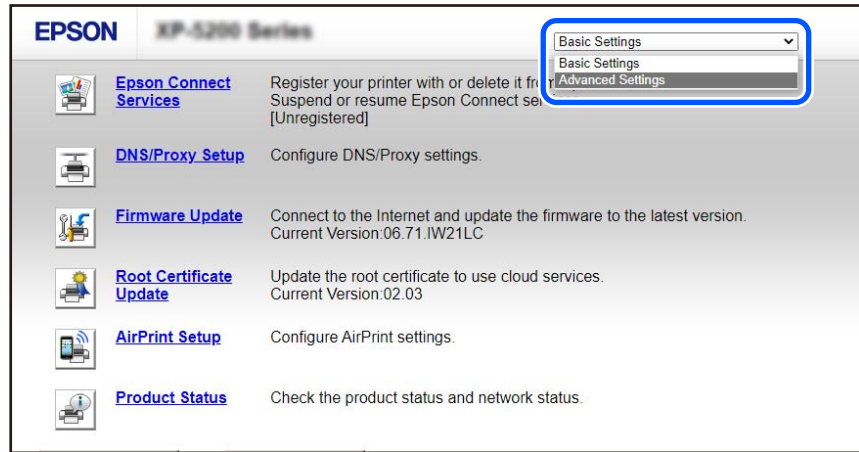 EPSON Series
Basic Settings
Basic Settings
Advanced Settings
Epson Connect Services
Register your printer with or delete it
Suspend or resume Epson Connect
[Unregistered]
DNS/Proxy Setup
Configure DNS/Proxy settings.
Firmware Update
Connect to the Internet and update the firmware to the latest version.
Current Version:06.71.IW21LC
Root Certificate
Update
Update the root certificate to use cloud services.
Current Version:02.03
AirPrint Setup
Configure AirPrint settings.
Product Status
Check the product status and network status.